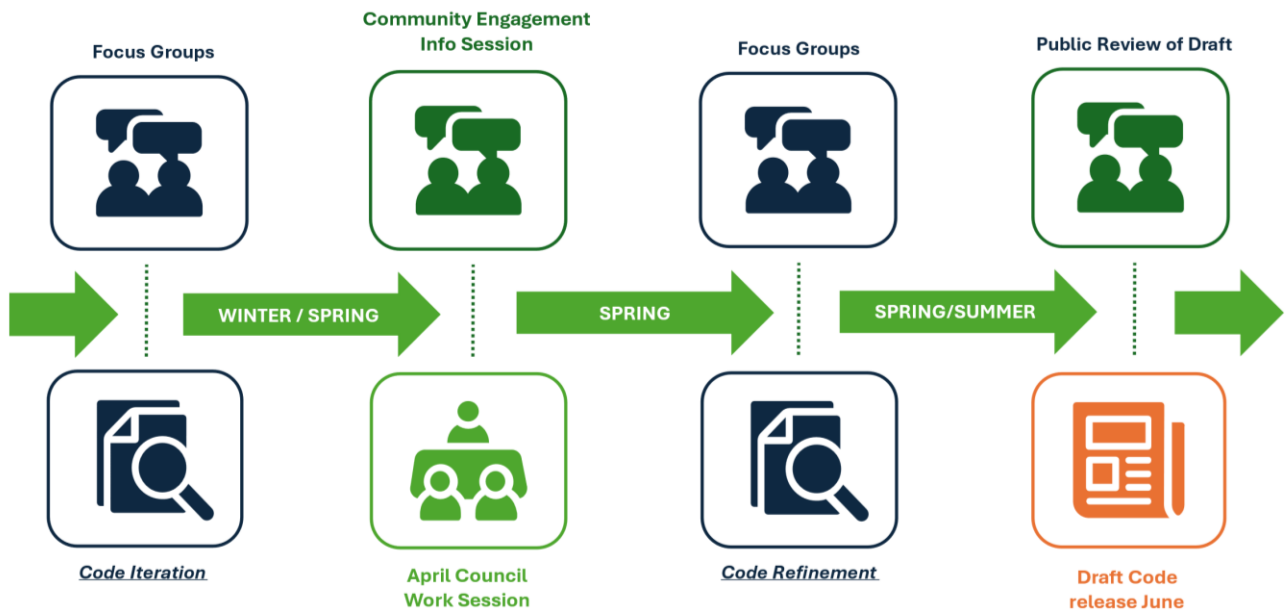 Focus Groups
Community Engagement
Info Session
Focus Groups
Public Review of Draft
WINTER / SPRING
SPRING
SPRING/SUMMER
Code Iteration
April Council
Work Session
Code Refinement
Draft Code
release June